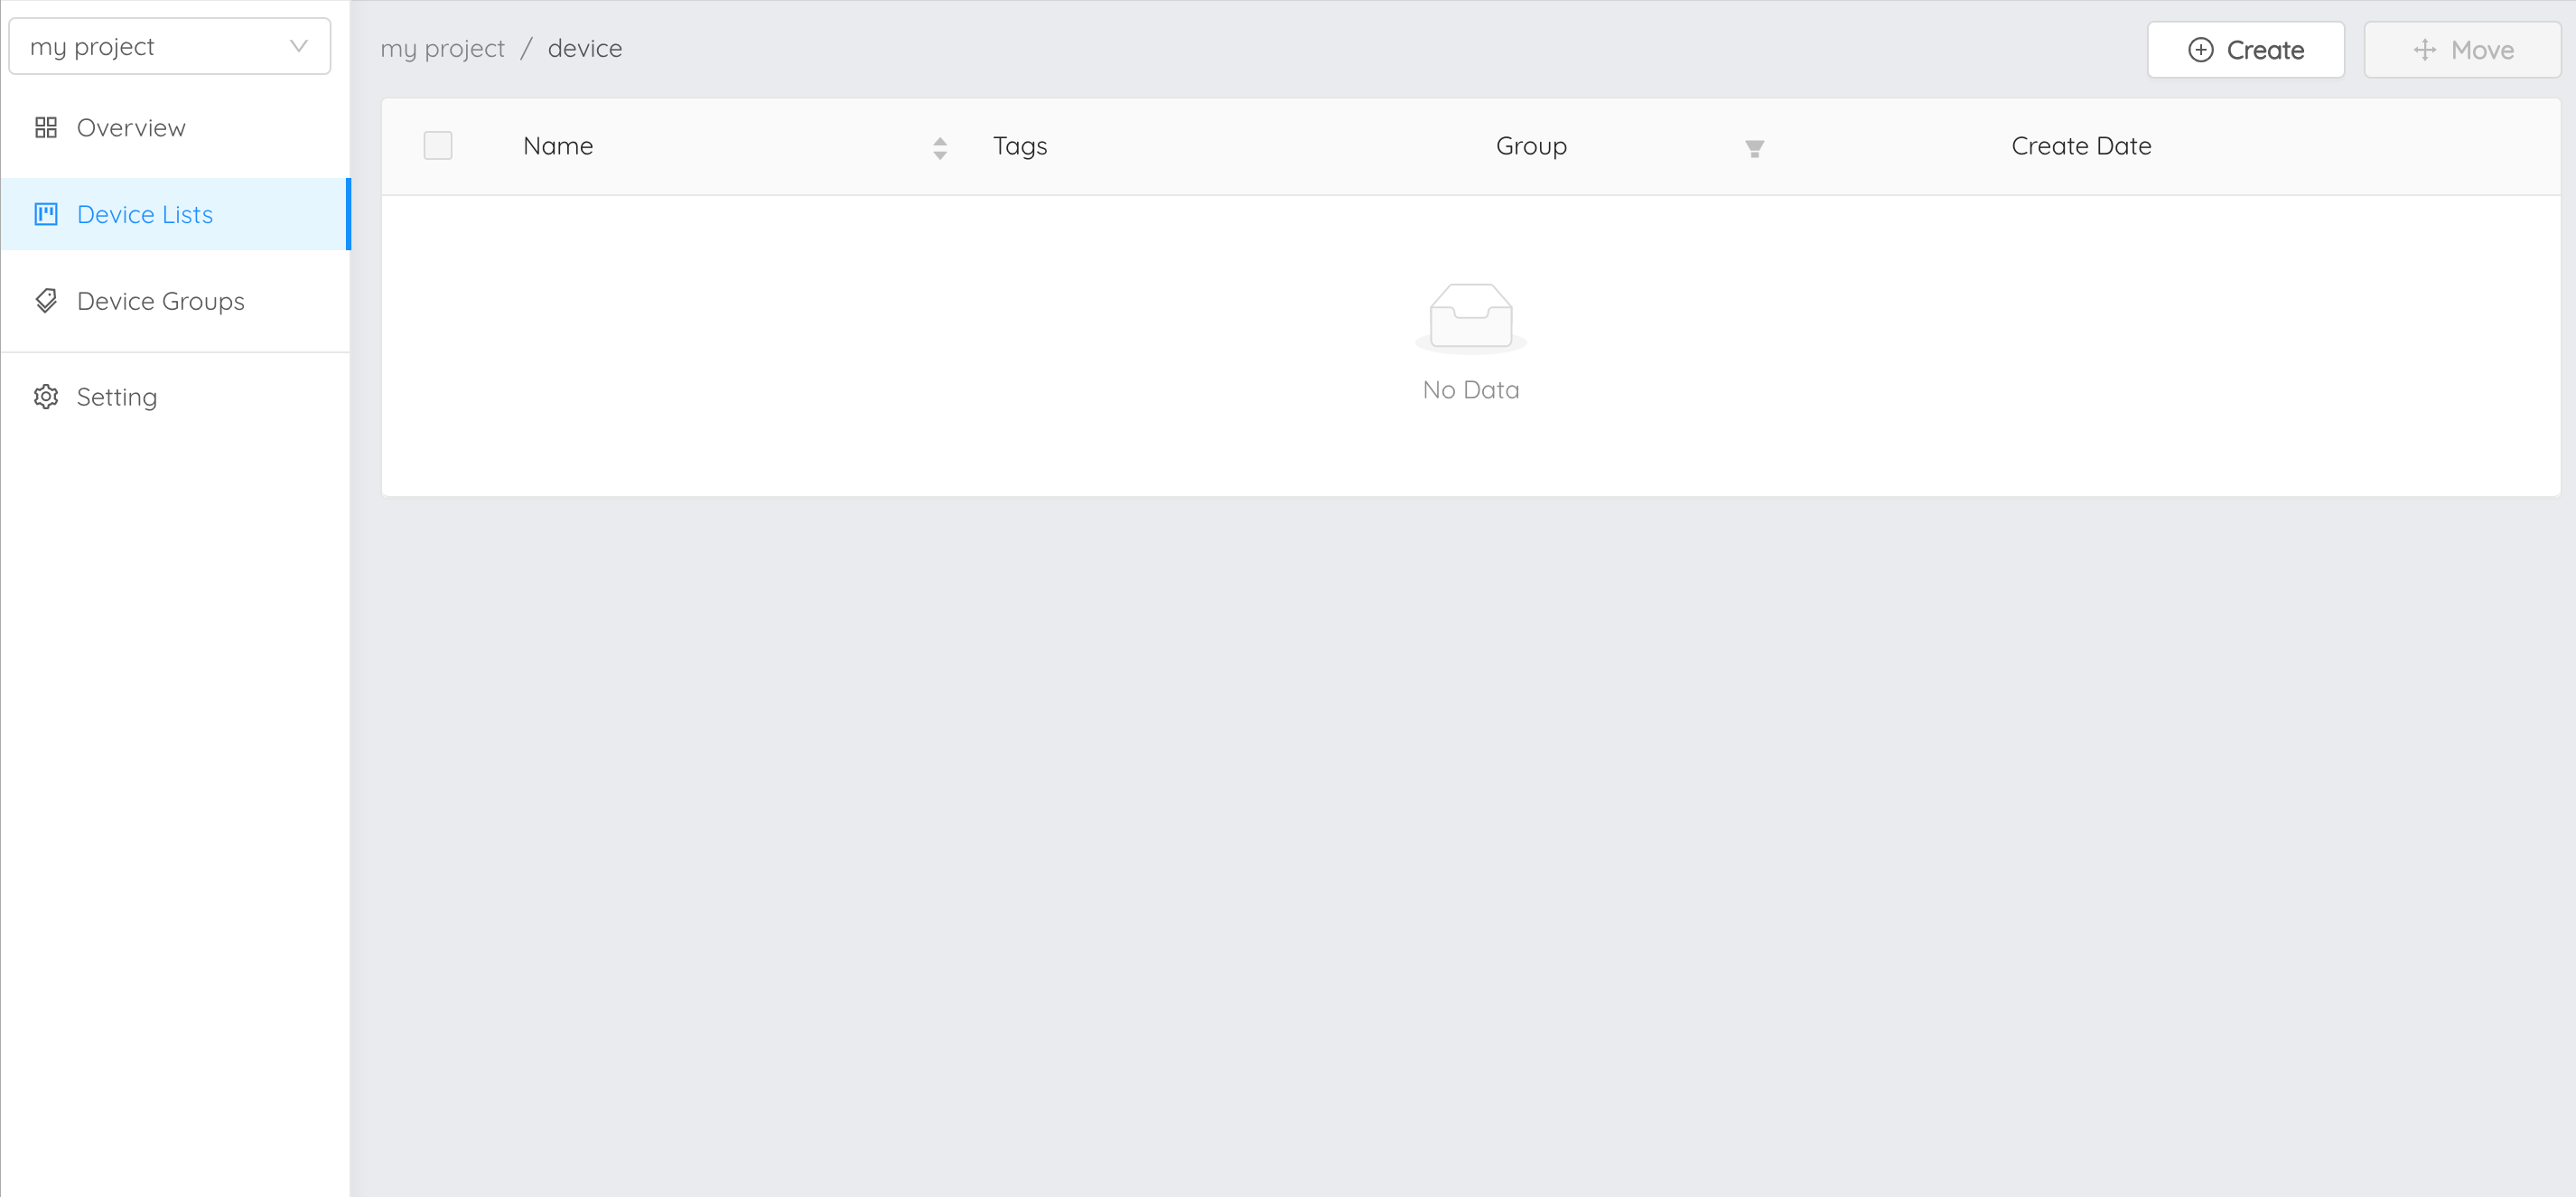 my project
Overview
Device Lists
Device Groups
Setting
my project / device
Create
Move
Name
Tags
Group
Create Date
No Data